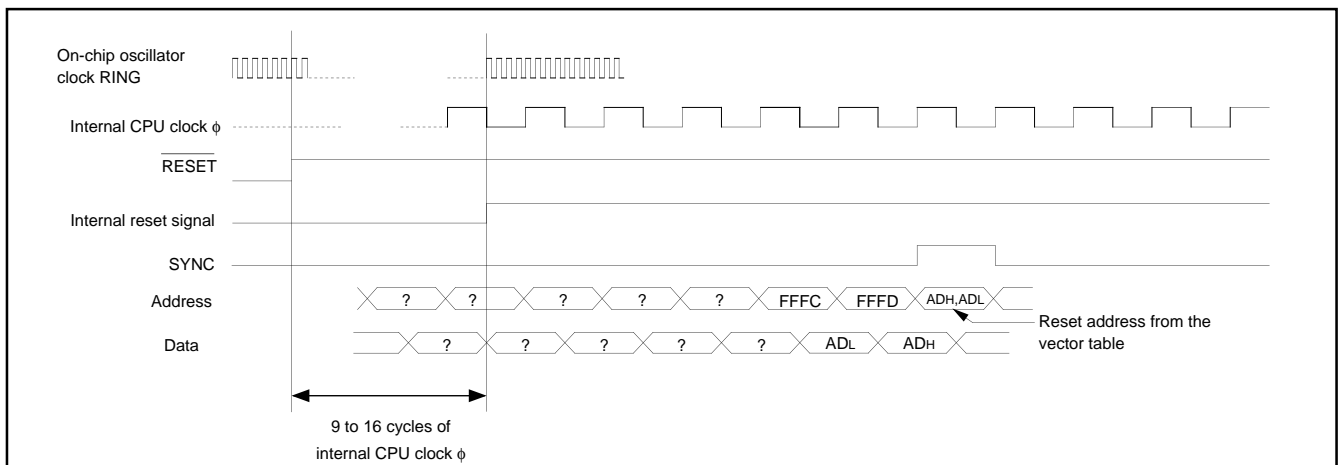 On-chip oscillator
clock RING
Internal CPU clock ϕ
RESET
Internal reset signal
SYNC
Address
? ? ? ? ? FFFC FFFD ADH,ADL
Reset address from the
vector table
Data
? ? ? ? ? ADL ADH
9 to 16 cycles of
internal CPU clock ϕ